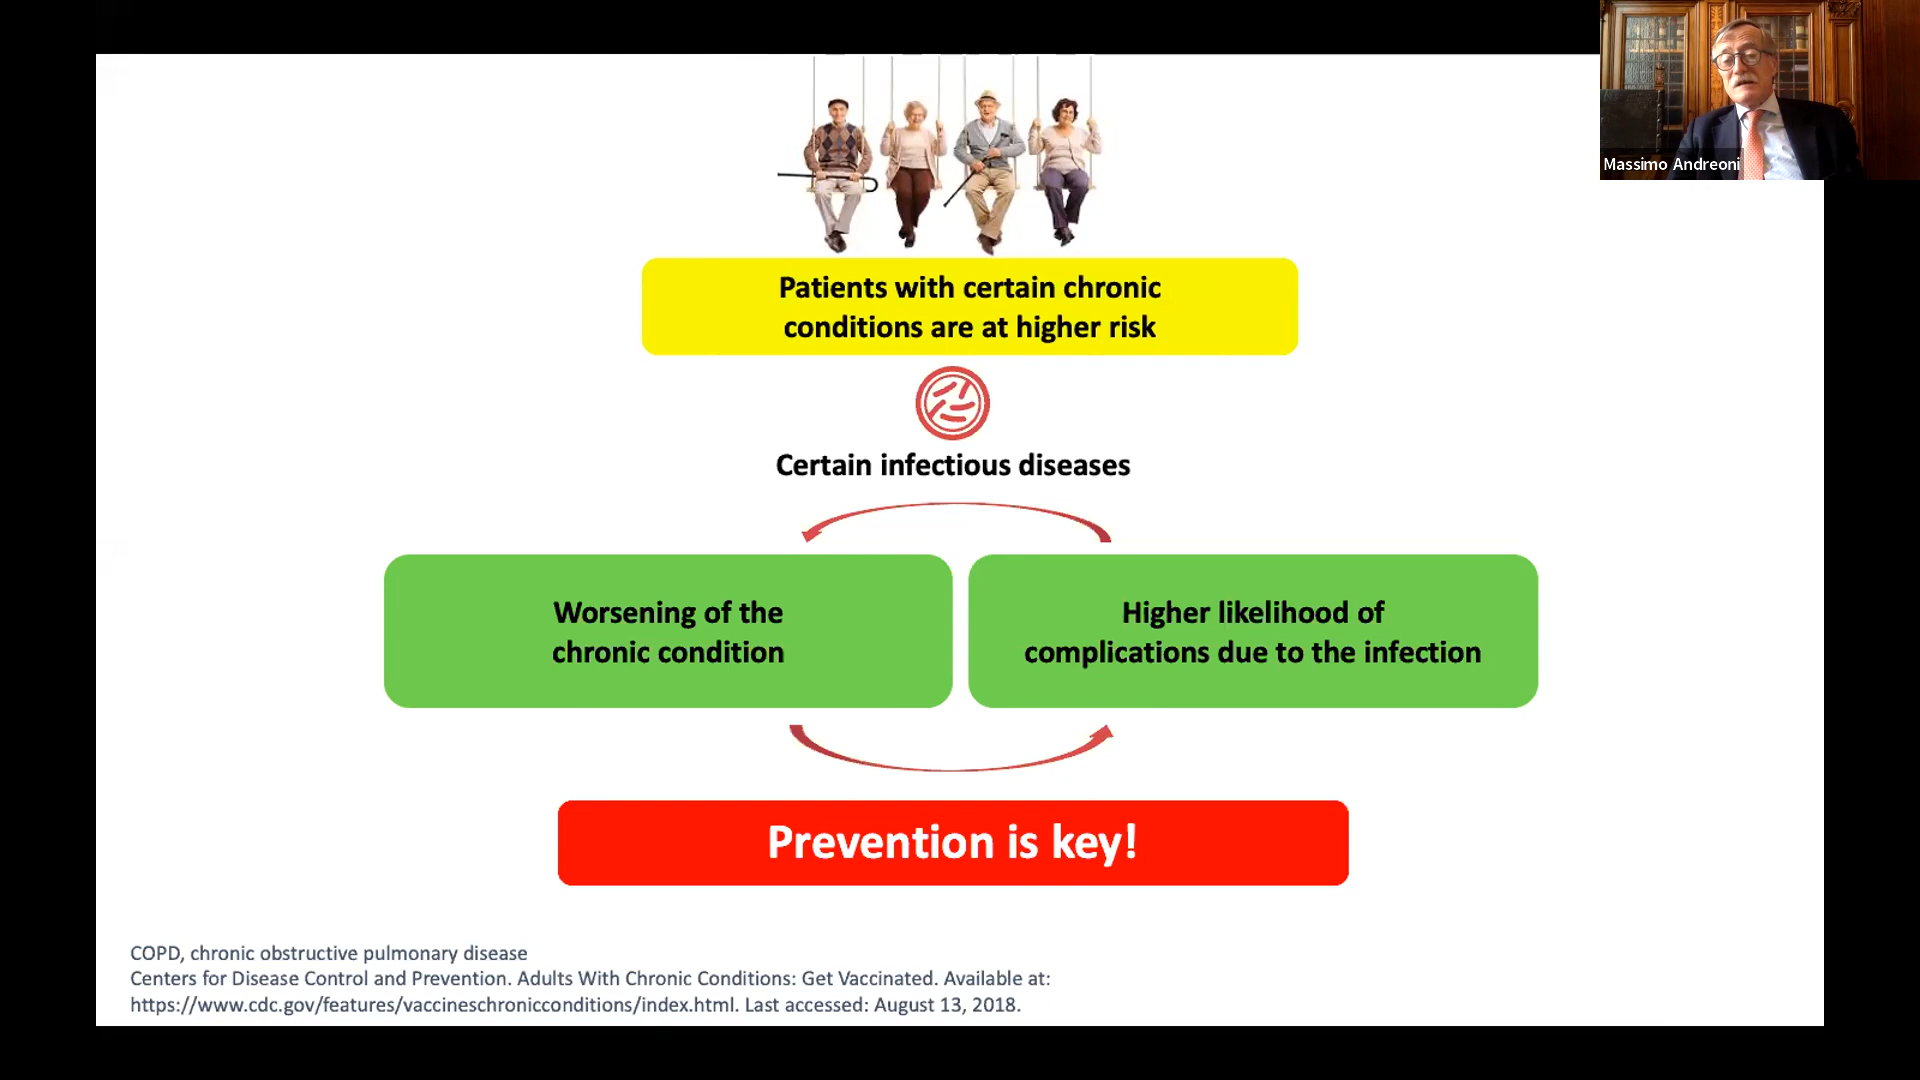 Massimo Andreoni
Patients with certain chronic
conditions are at higher risk
Certain infectious diseases
Worsening of the
chronic condition
Higher likelihood of
complications due to the infection
Prevention is key!
COPD, chronic obstructive pulmonary disease
Centers for Disease Control and Prevention. Adults With Chronic Conditions: Get Vaccinated. Available at:
https://www.cdc.gov/features/vaccineschronicconditions/index.html. Last accessed: August 13, 2018.